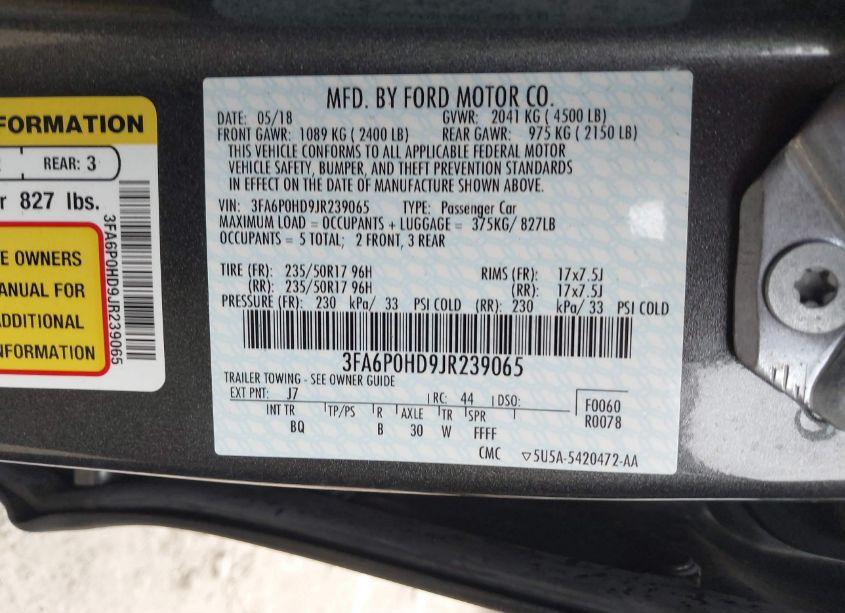 FORMATION
REAR: 3
r 827 lbs.
E OWNERS
ANUAL FOR
ADDITIONAL
NFORMATION
3FA6P0HD9JR239065
MFD. BY FORD MOTOR CO.
DATE: 05/18 GVWR: 2041 KG ( 4500 LB)
FRONT GAWR: 1089 KG ( 2400 LB) REAR GAWR: 975 KG ( 2150 LB)
THIS VEHICLE CONFORMS TO ALL APPLICABLE FEDERAL MOTOR
VEHICLE SAFETY, BUMPER, AND THEFT PREVENTION STANDARDS
IN EFFECT ON THE DATE OF MANUFACTURE SHOWN ABOVE.
VIN: 3FA6P0HD9JR239065 TYPE: Passenger Car
MAXIMUM LOAD = OCCUPANTS + LUGGAGE = 375KG/ 827LB
OCCUPANTS = 5 TOTAL; 2 FRONT, 3 REAR
TIRE (FR): 235/50R17 96H RIMS (FR): 17x7.5J
(RR): 235/50R17 96H (RR): 17x7.5J
PRESSURE (FR): 230 kPa/ 33 PSI COLD (RR): 230 kPa/ 33 PSI COLD
3FA6P0HD9JR239065
TRAILER TOWING - SEE OWNER GUIDE
EXT PNT: J7 RC: 44 DSO:
INT TR TP/PS R AXLE TR SPR
BQ B 30 W FFFF
F0060
R0078
CMC ▽5U5A-5420472-AA